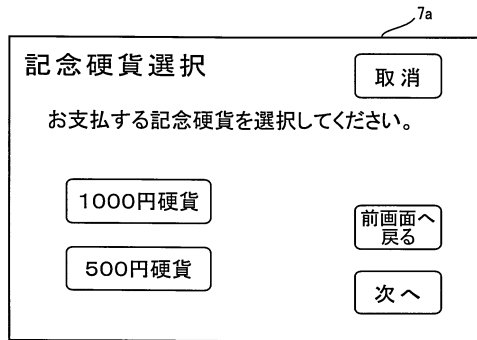 7a
記念硬貨選択
取消
お支払する記念硬貨を選択してください。
1000円硬貨
前画面へ
戻る
500円硬貨
次へ